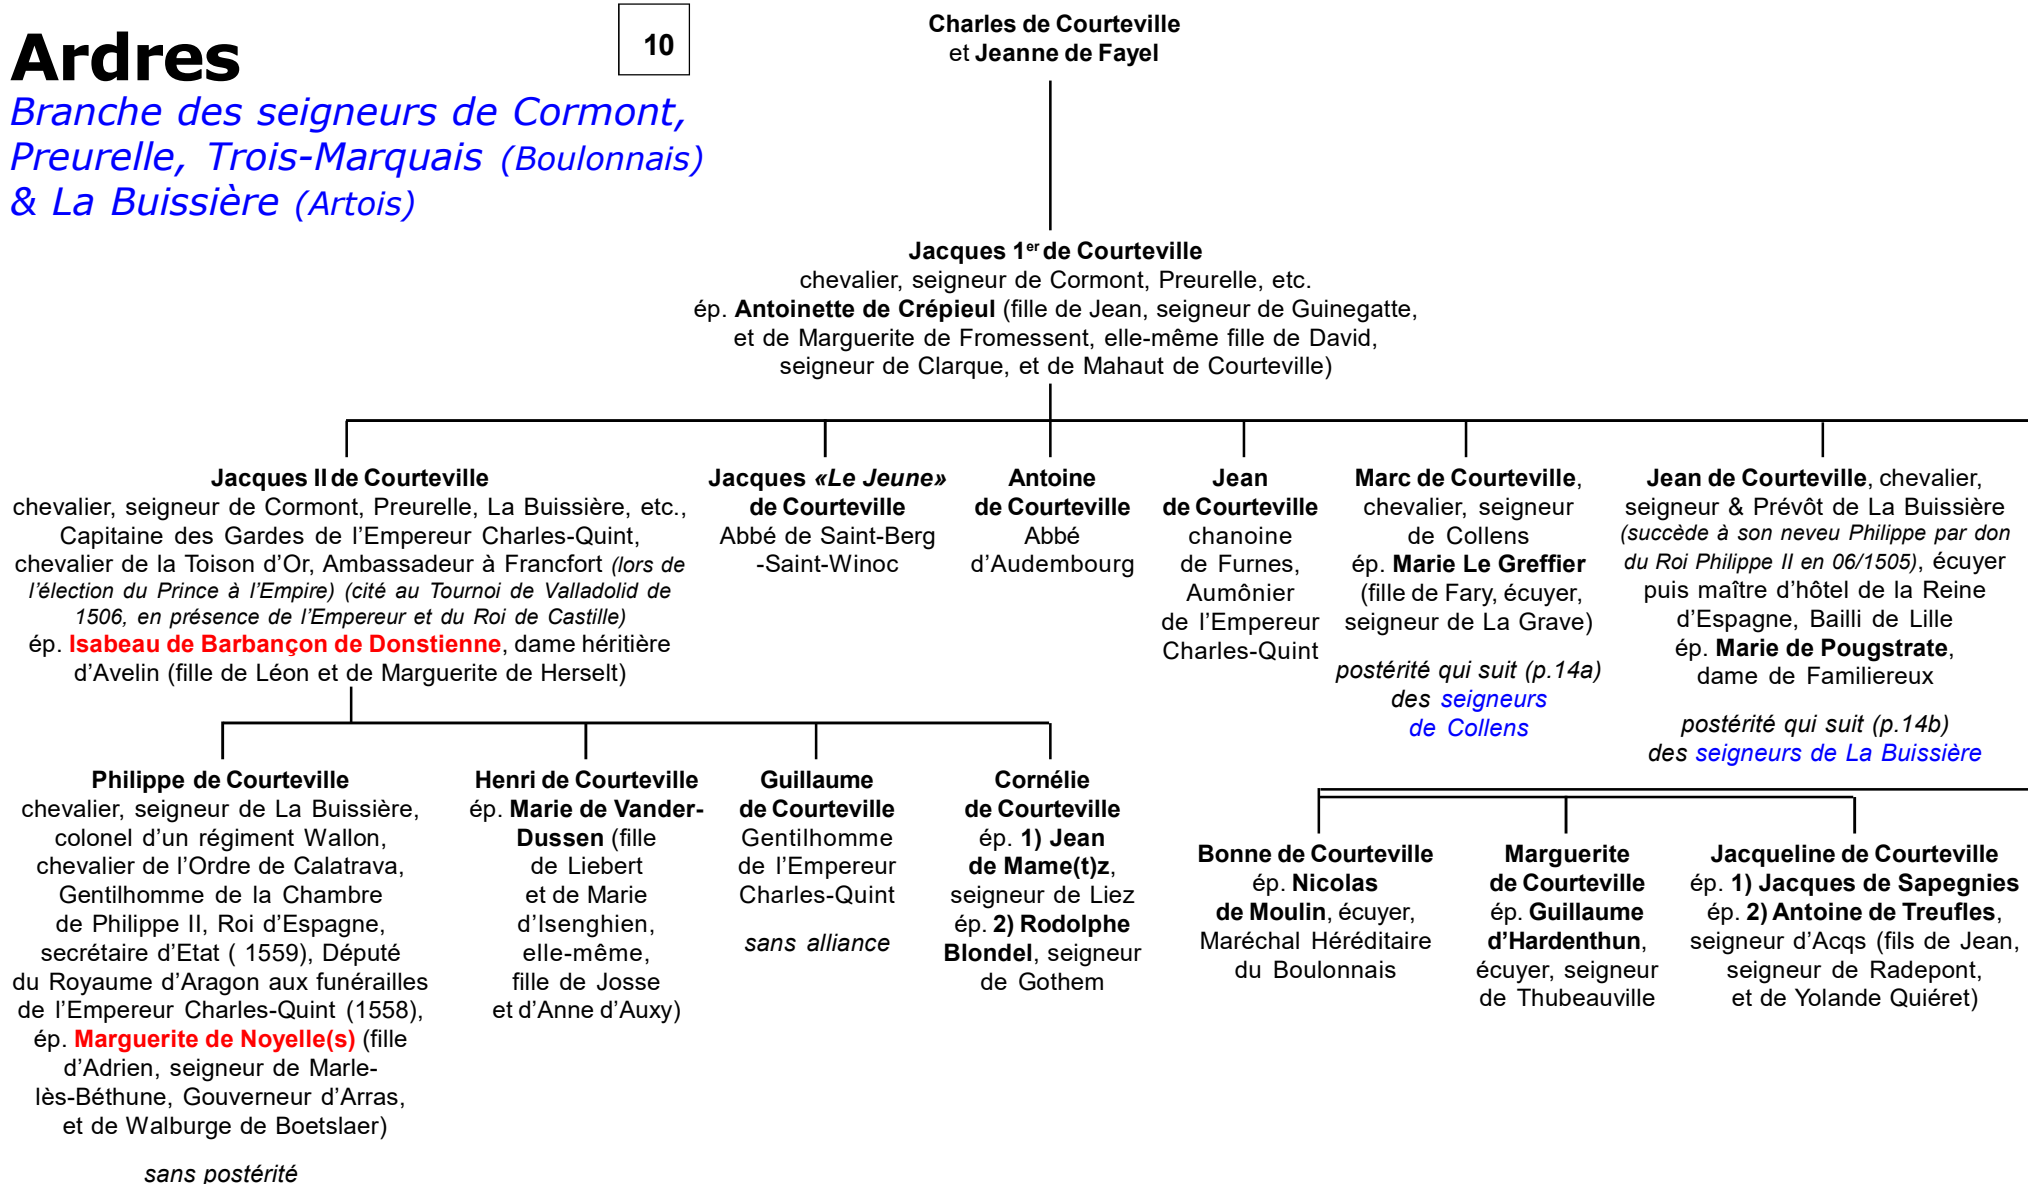 Ardres
10
Branche des seigneurs de Cormont,
Preurelle, Trois-Marquais (Boulonnais)
& La Buissière (Artois)
Charles de Courteville
et Jeanne de Fayel
Jacques 1er de Courteville
chevalier, seigneur de Cormont, Preurelle, etc.
ép. Antoinette de Crépieul (fille de Jean, seigneur de Guinegatte,
et de Marguerite de Fromessent, elle-même fille de David,
seigneur de Clarque, et de Mahaut de Courteville)
Jacques II de Courteville
chevalier, seigneur de Cormont, Preurelle, La Buissière, etc.,
Capitaine des Gardes de l’Empereur Charles-Quint,
chevalier de la Toison d’Or, Ambassadeur à Francfort (lors de
l’élection du Prince à l’Empire) (cité au Tournoi de Valladolid de
1506, en présence de l’Empereur et du Roi de Castille)
ép. Isabeau de Barbançon de Donstienne, dame héritière
d’Avelin (fille de Léon et de Marguerite de Herselt)
Jacques «Le Jeune»
de Courteville
Abbé de Saint-Berg
-Saint-Winoc
Antoine
de Courteville
Abbé
d’Audembourg
Jean
de Courteville
chanoine
de Furnes,
Aumônier
de l’Empereur
Charles-Quint
Marc de Courteville,
chevalier, seigneur
de Collens
ép. Marie Le Greffier
(fille de Fary, écuyer,
seigneur de La Grave)
postérité qui suit (p.14a)
des seigneurs
de Collens
Jean de Courteville, chevalier,
seigneur & Prévôt de La Buissière
(succède à son neveu Philippe par don
du Roi Philippe II en 06/1505), écuyer
puis maître d’hôtel de la Reine
d’Espagne, Bailli de Lille
ép. Marie de Pougstrate,
dame de Familiereux
postérité qui suit (p.14b)
des seigneurs de La Buissière
Philippe de Courteville
chevalier, seigneur de La Buissière,
colonel d’un régiment Wallon,
chevalier de l’Ordre de Calatrava,
Gentilhomme de la Chambre
de Philippe II, Roi d’Espagne,
secrétaire d’Etat ( 1559), Député
du Royaume d’Aragon aux funérailles
de l’Empereur Charles-Quint (1558),
ép. Marguerite de Noyelle(s) (fille
d’Adrien, seigneur de Marle-
lès-Béthune, Gouverneur d’Arras,
et de Walburge de Boetslaer)
sans postérité
Henri de Courteville
ép. Marie de Vander-
Dussen (fille
de Liebert
et de Marie
d’Isenghien,
elle-même,
fille de Josse
et d’Anne d’Auxy)
Guillaume
de Courteville
Gentilhomme
de l’Empereur
Charles-Quint
sans alliance
Cornélie
de Courteville
ép. 1) Jean
de Mame(t)z,
seigneur de Liez
ép. 2) Rodolphe
Blondel, seigneur
de Gothem
Bonne de Courteville
ép. Nicolas
de Moulin, écuyer,
Maréchal Héréditaire
du Boulonnais
Marguerite
de Courteville
ép. Guillaume
d’Hardenthun,
écuyer, seigneur
de Thubeauville
Jacqueline de Courteville
ép. 1) Jacques de Sapegnies
ép. 2) Antoine de Treufles,
seigneur d’Acqs (fils de Jean,
seigneur de Radepont,
et de Yolande Quiéret)